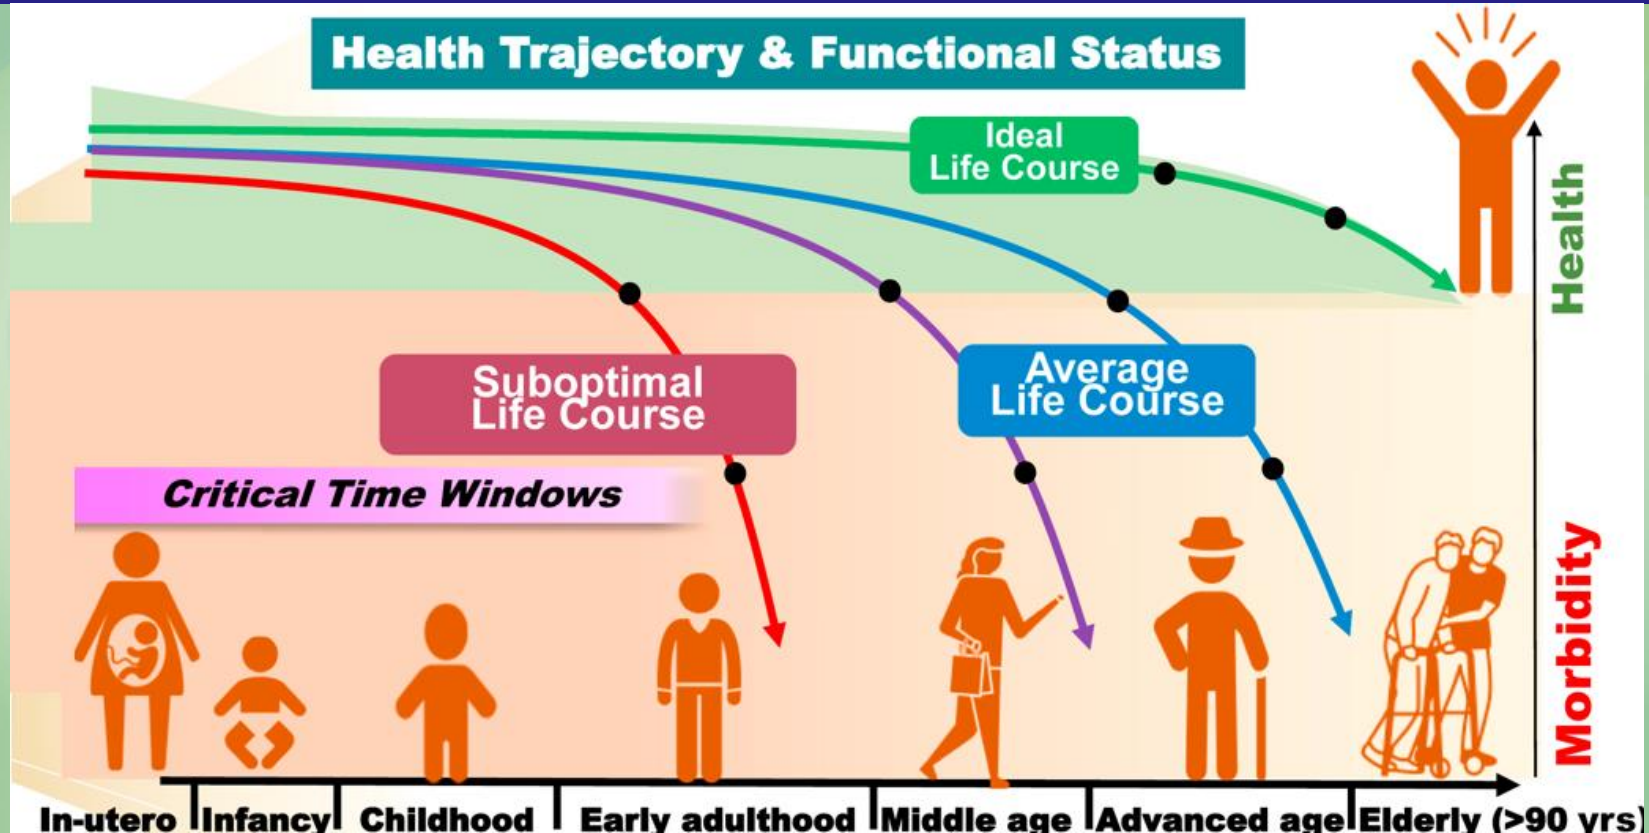 Health Trajectory & Functional Status
Ideal
Life Course
Health
Suboptimal
Life Course
Average
Life Course
Critical Time Windows
Morbidity
In-utero
Infancy
Childhood
Early adulthood
Middle age
Advanced age
Elderly (>90 yrs)